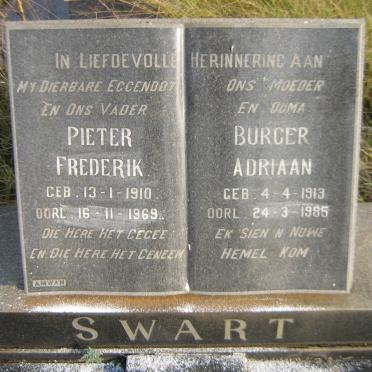 IN LIEFDEVOLLE HERINNERING AAN
MY DIERBARE EGGENOOT
EN ONS VADER
PIETER
FREDERIK
GEB. 13-1-1910
OORL. 16-11-1969
DIE HERE HET GEGEE
EN DIE HERE HET GENEEM
ONS MOEDER
EN OUMA
BURGER
ADRIAAN
GEB. 4-4-1913
OORL. 24-3-1985
EK SIEN N NUWE
HEMEL KOM
SWART